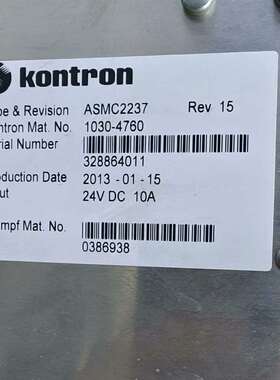 kontron
pe & Revision ASMC2237 Rev 15
ntron Mat. No. 1030-4760
rial Number
328864011
oduction Date 2013 -01 -15
ut 24V DC 10A
mpf Mat. No.
0386938